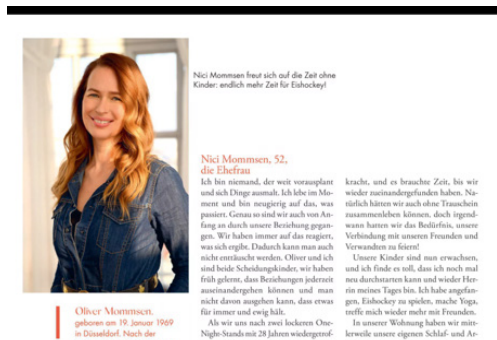 Nici Mommsen freut sich auf die Zeit ohne
Kinder: endlich mehr Zeit für Eishockey!
Nici Mommsen, 52,
die Ehefrau
Ich bin niemand, der weit vorausplant
und sich Dinge ausmalt. Ich lebe im Mo-
ment und bin neugierig auf das, was
passiert. Genau so sind wir auch von An-
fang an durch unsere Beziehung gegan-
gen. Wir haben immer auf das reagiert,
was sich ergibt. Dadurch kann man auch
nicht enttäuscht werden. Oliver und ich
sind beide Scheidungskinder, wir haben
früh gelernt, dass Beziehungen jederzeit
auseinandergehen können und man
nicht davon ausgehen kann, dass etwas
für immer und ewig hält.
Als wir uns nach zwei lockeren One-
Night-Stands mit 28 Jahren wiedergetrof-
kracht, und es brauchte Zeit, bis wir
wieder zueinandergefunden haben. Na-
türlich hätten wir auch ohne Trauschein
zusammenleben können, doch irgend-
wann hatten wir das Bedürfnis, unsere
Verbindung mit unseren Freunden und
Verwandten zu feiern!
Unsere Kinder sind nun erwachsen,
und ich finde es toll, dass ich noch mal
neu durchstarten kann und wieder Her-
rin meines Tages bin. Ich habe angefan-
gen, Eishockey zu spielen, mache Yoga,
treffe mich wieder mehr mit Freunden.
In unserer Wohnung haben wir mitt-
lerweile unsere eigenen Schlaf- und Ar-
Oliver Mommsen,
geboren am 19. Januar 1969
in Düsseldorf. Nach der